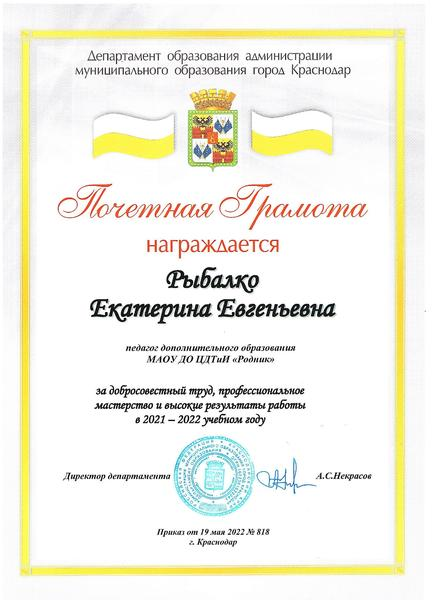 Департамент образования администрации
муниципального образования город Краснодар
Почетная Грамота
награждается
Рыбалко
Екатерина Евгеньевна
педагог дополнительного образования
МАОУ ДО ЦДТиИ «Родник»
за добросовестный труд, профессиональное
мастерство и высокие результаты работы
в 2021 – 2022 учебном году
Директор департамента
А.С.Некрасов
Приказ от 19 мая 2022 № 818
г. Краснодар